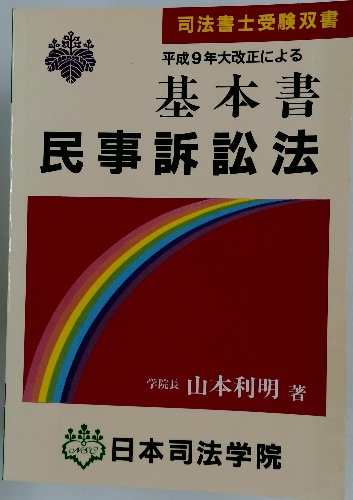 司法書士受験双書
平成9年大改正による
基本書
民事訴訟法
学院長 山本利明 著
NSC
日本司法学院